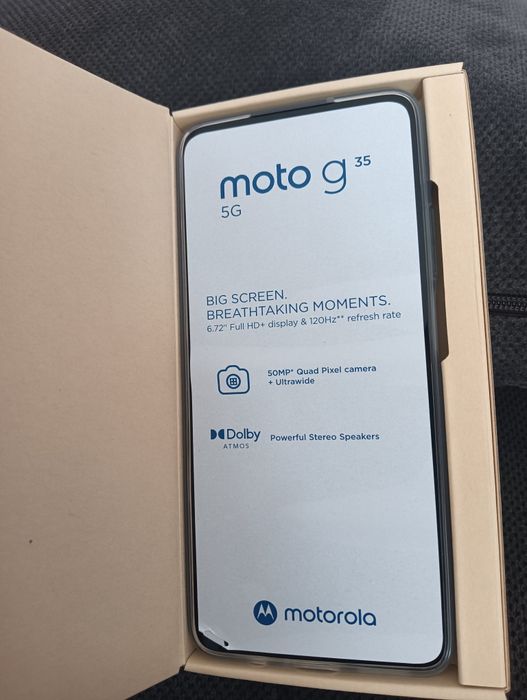 moto g 35
5G
BIG SCREEN.
BREATHTAKING MOMENTS.
6.72" Full HD+ display & 120Hz** refresh rate
50MP* Quad Pixel camera
+ Ultrawide
Dolby
ATMOS
Powerful Stereo Speakers
motorola